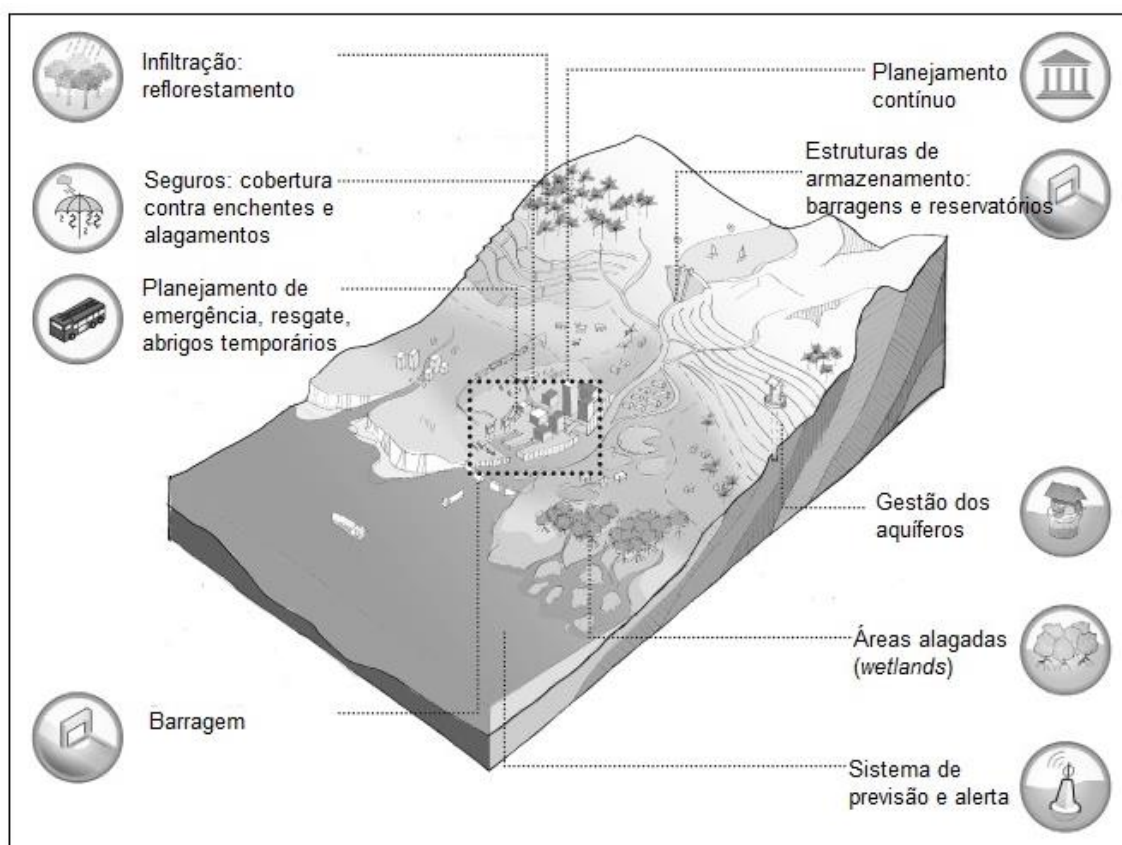 Infiltração:
reflorestamento
Seguros: cobertura
contra enchentes e
alagamentos
Planejamento de
emergência, resgate,
abrigos temporários
Barragem
Planejamento
contínuo
Estruturas de
armazenamento:
barragens e reservatórios
Gestão dos
aquíferos
Áreas alagadas
(wetlands)
Sistema de
previsão e alerta